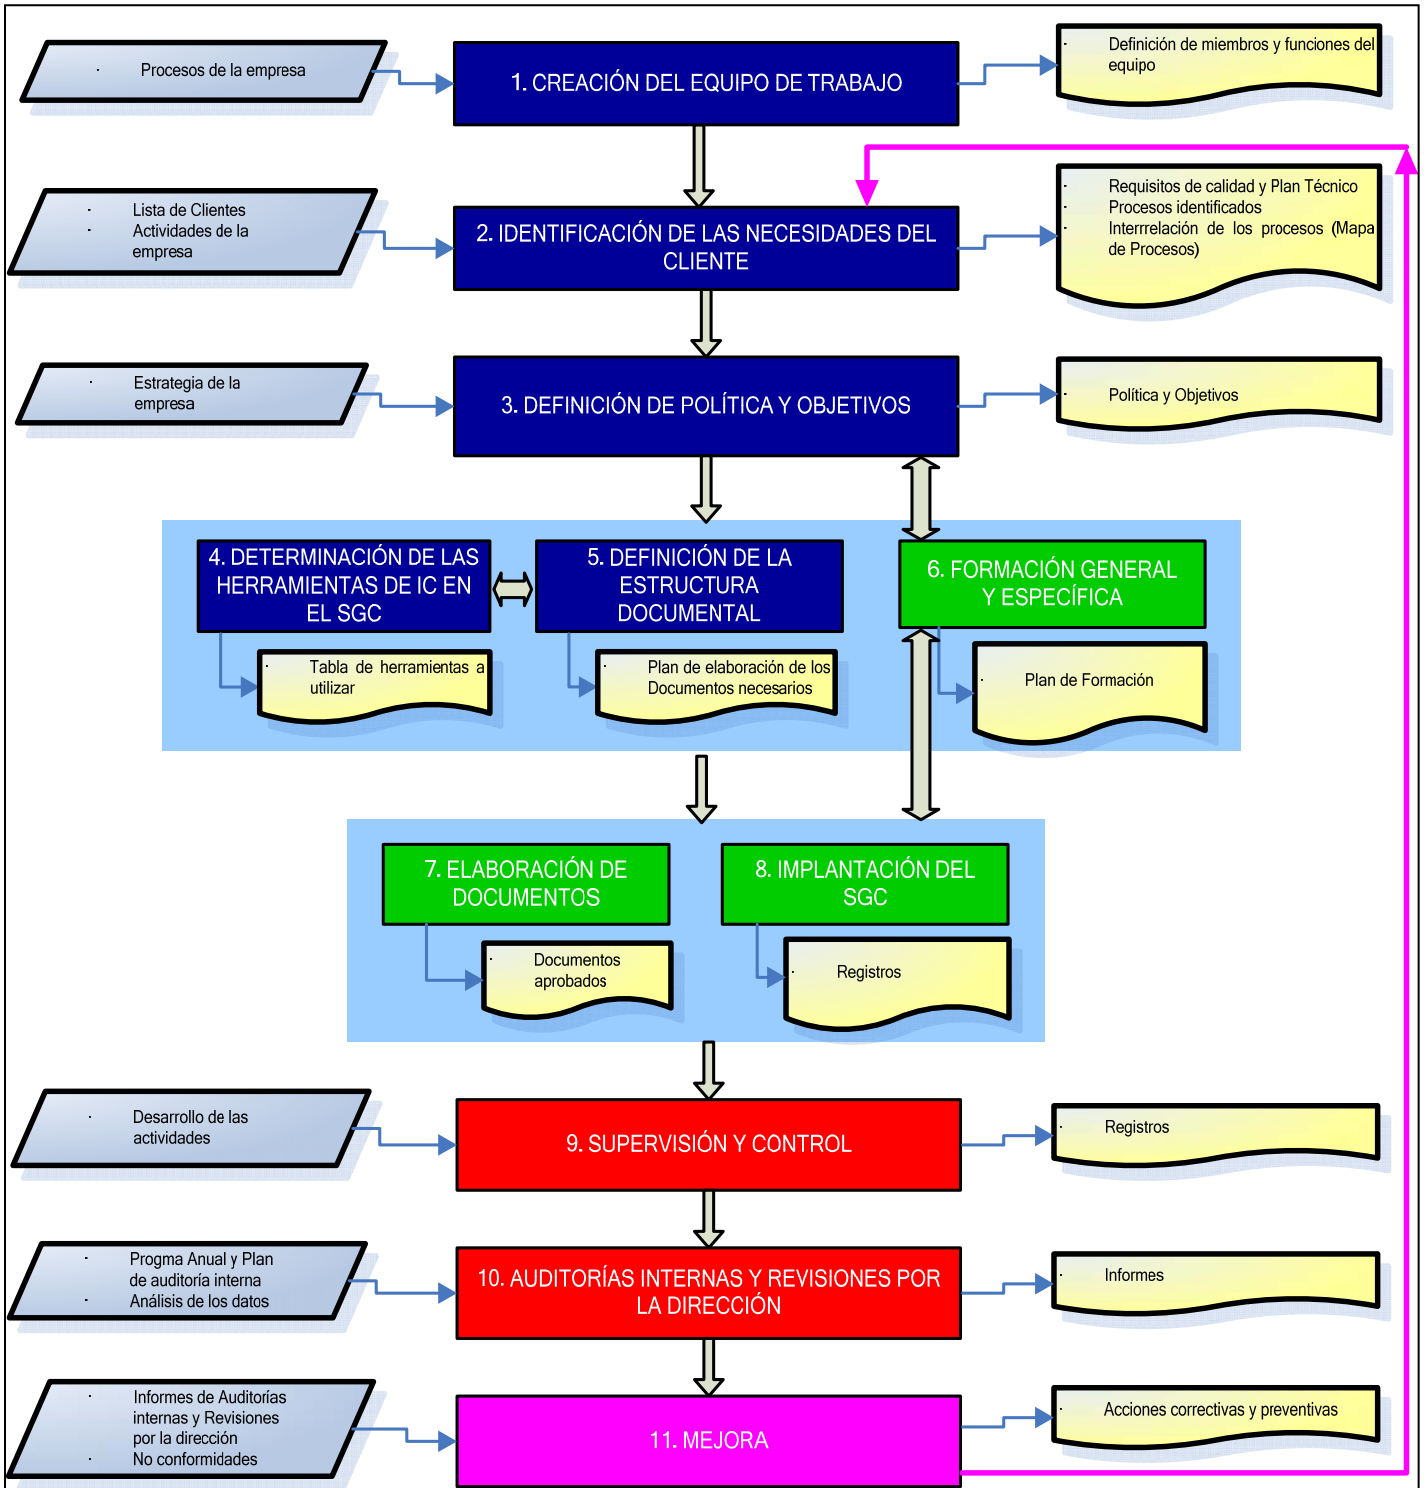 · Procesos de la empresa
1. CREACIÓN DEL EQUIPO DE TRABAJO
· Definición de miembros y funciones del
equipo
· Lista de Clientes
· Actividades de la
empresa
2. IDENTIFICACIÓN DE LAS NECESIDADES DEL
CLIENTE
· Requisitos de calidad y Plan Técnico
· Procesos identificados
· Interrrelación de los procesos (Mapa
de Procesos)
· Estrategia de la
empresa
3. DEFINICIÓN DE POLÍTICA Y OBJETIVOS
· Política y Objetivos
4. DETERMINACIÓN DE LAS
HERRAMIENTAS DE IC EN
EL SGC
· Tabla de herramientas a
utilizar
5. DEFINICIÓN DE LA
ESTRUCTURA
DOCUMENTAL
· Plan de elaboración de los
Documentos necesarios
6. FORMACIÓN GENERAL
Y ESPECÍFICA
· Plan de Formación
7. ELABORACIÓN DE
DOCUMENTOS
· Documentos
aprobados
8. IMPLANTACIÓN DEL
SGC
· Registros
· Desarrollo de las
actividades
9. SUPERVISIÓN Y CONTROL
· Registros
· Progma Anual y Plan
de auditoría interna
· Análisis de los datos
10. AUDITORÍAS INTERNAS Y REVISIONES POR
LA DIRECCIÓN
· Informes
· Informes de Auditorías
internas y Revisiones
por la dirección
· No conformidades
11. MEJORA
· Acciones correctivas y preventivas